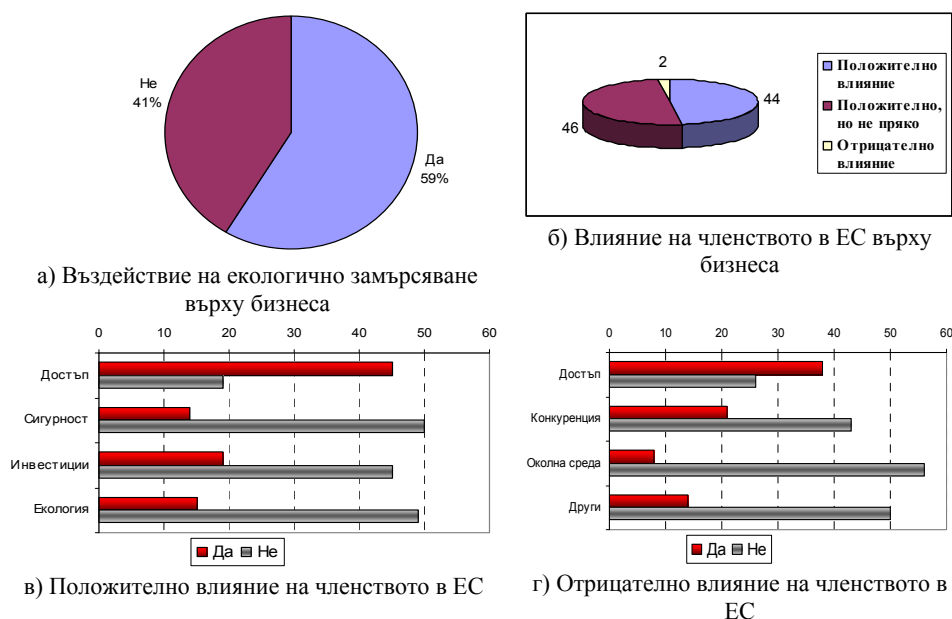 Не
41%
Да
59%
а) Въздействие на екологично замърсяване
върху бизнеса
2
44
46
Положително
влияние
Положително,
но не пряко
Отрицателно
влияние
б) Влияние на членството в ЕС върху
бизнеса
0 10 20 30 40 50 60
Достъп
Сигурност
Инвестиции
Екология
Да Не
в) Положително влияние на членството в ЕС
0 10 20 30 40 50 60
Достъп
Конкуренция
Околна среда
Други
Да Не
г) Отрицателно влияние на членството в
ЕС